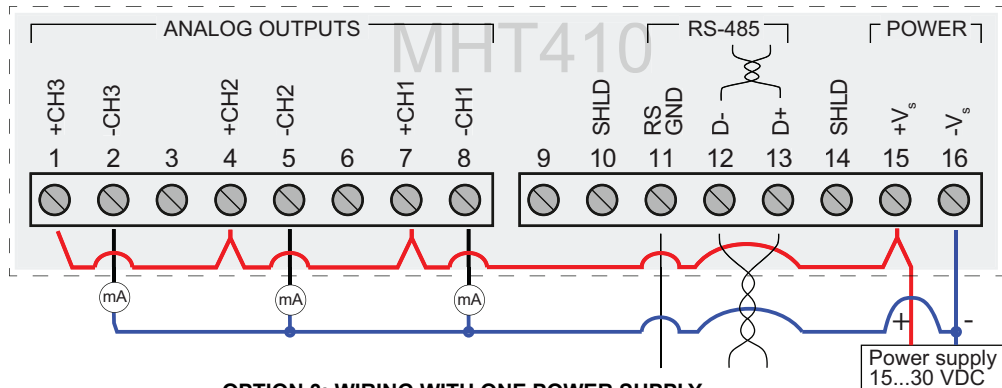 MHT410
ANALOG OUTPUTS RS-485 POWER
+CH3 -CH3 +CH2 -CH2 +CH1 -CH1 SHLD RS GND D- D+ SHLD +Vs -Vs
1 2 3 4 5 6 7 8 9 10 11 12 13 14 15 16
mA mA mA
+ -
Power supply
15...30 VDC